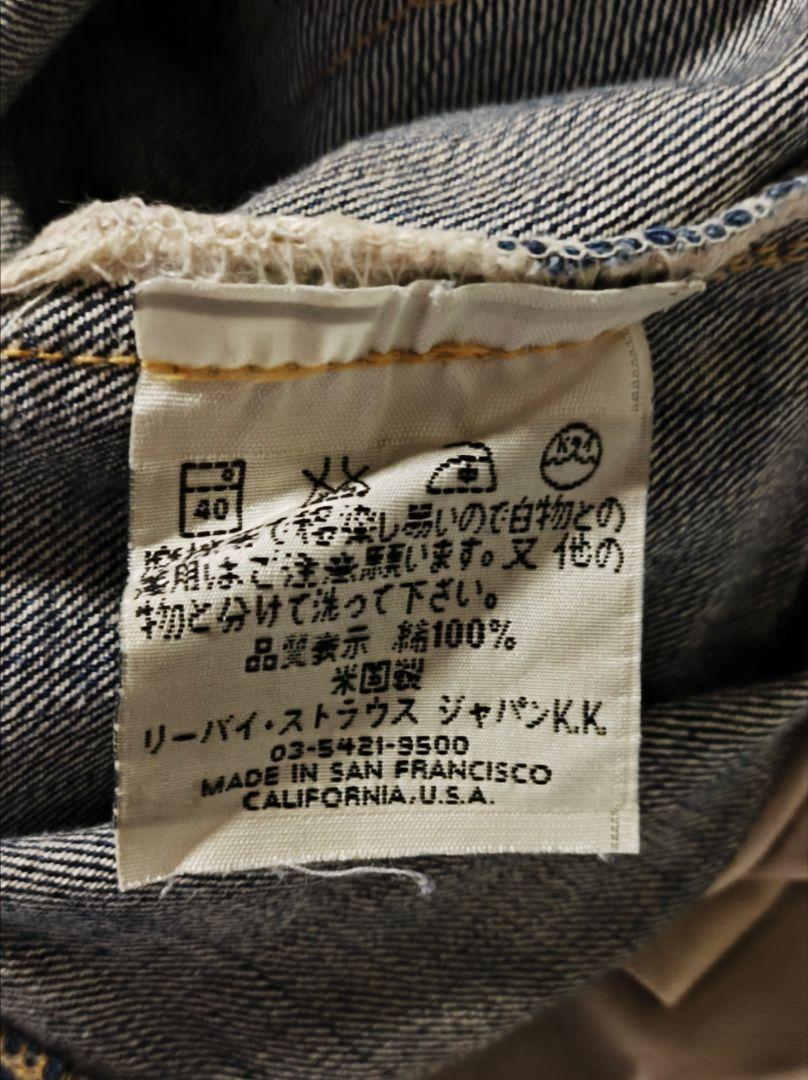 40
ドライ
で移染し易いので白物との
着用はご注意願います。又 他の
物と分けて洗って下さい。
品質表示 綿100%
米国製
リーバイ・ストラウス ジャパンK.K.
03-5421-9500
MADE IN SAN FRANCISCO
CALIFORNIA, U.S.A.